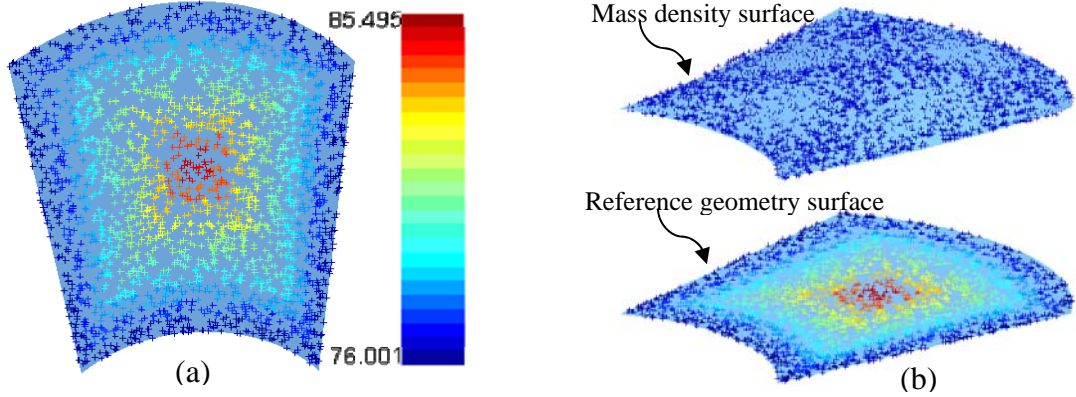 85.495
76.001
(a)
Mass density surface
Reference geometry surface
(b)